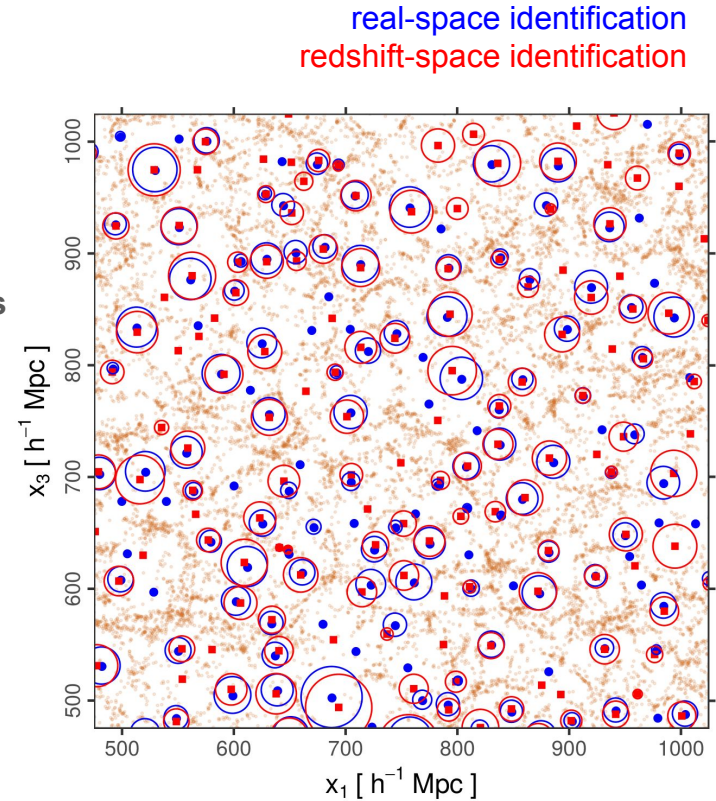 real-space identification
redshift-space identification
s
1000
900
800
700
600
500
x₃ [ h⁻¹ Mpc ]
500 600 700 800 900 1000
x₁ [ h⁻¹ Mpc ]